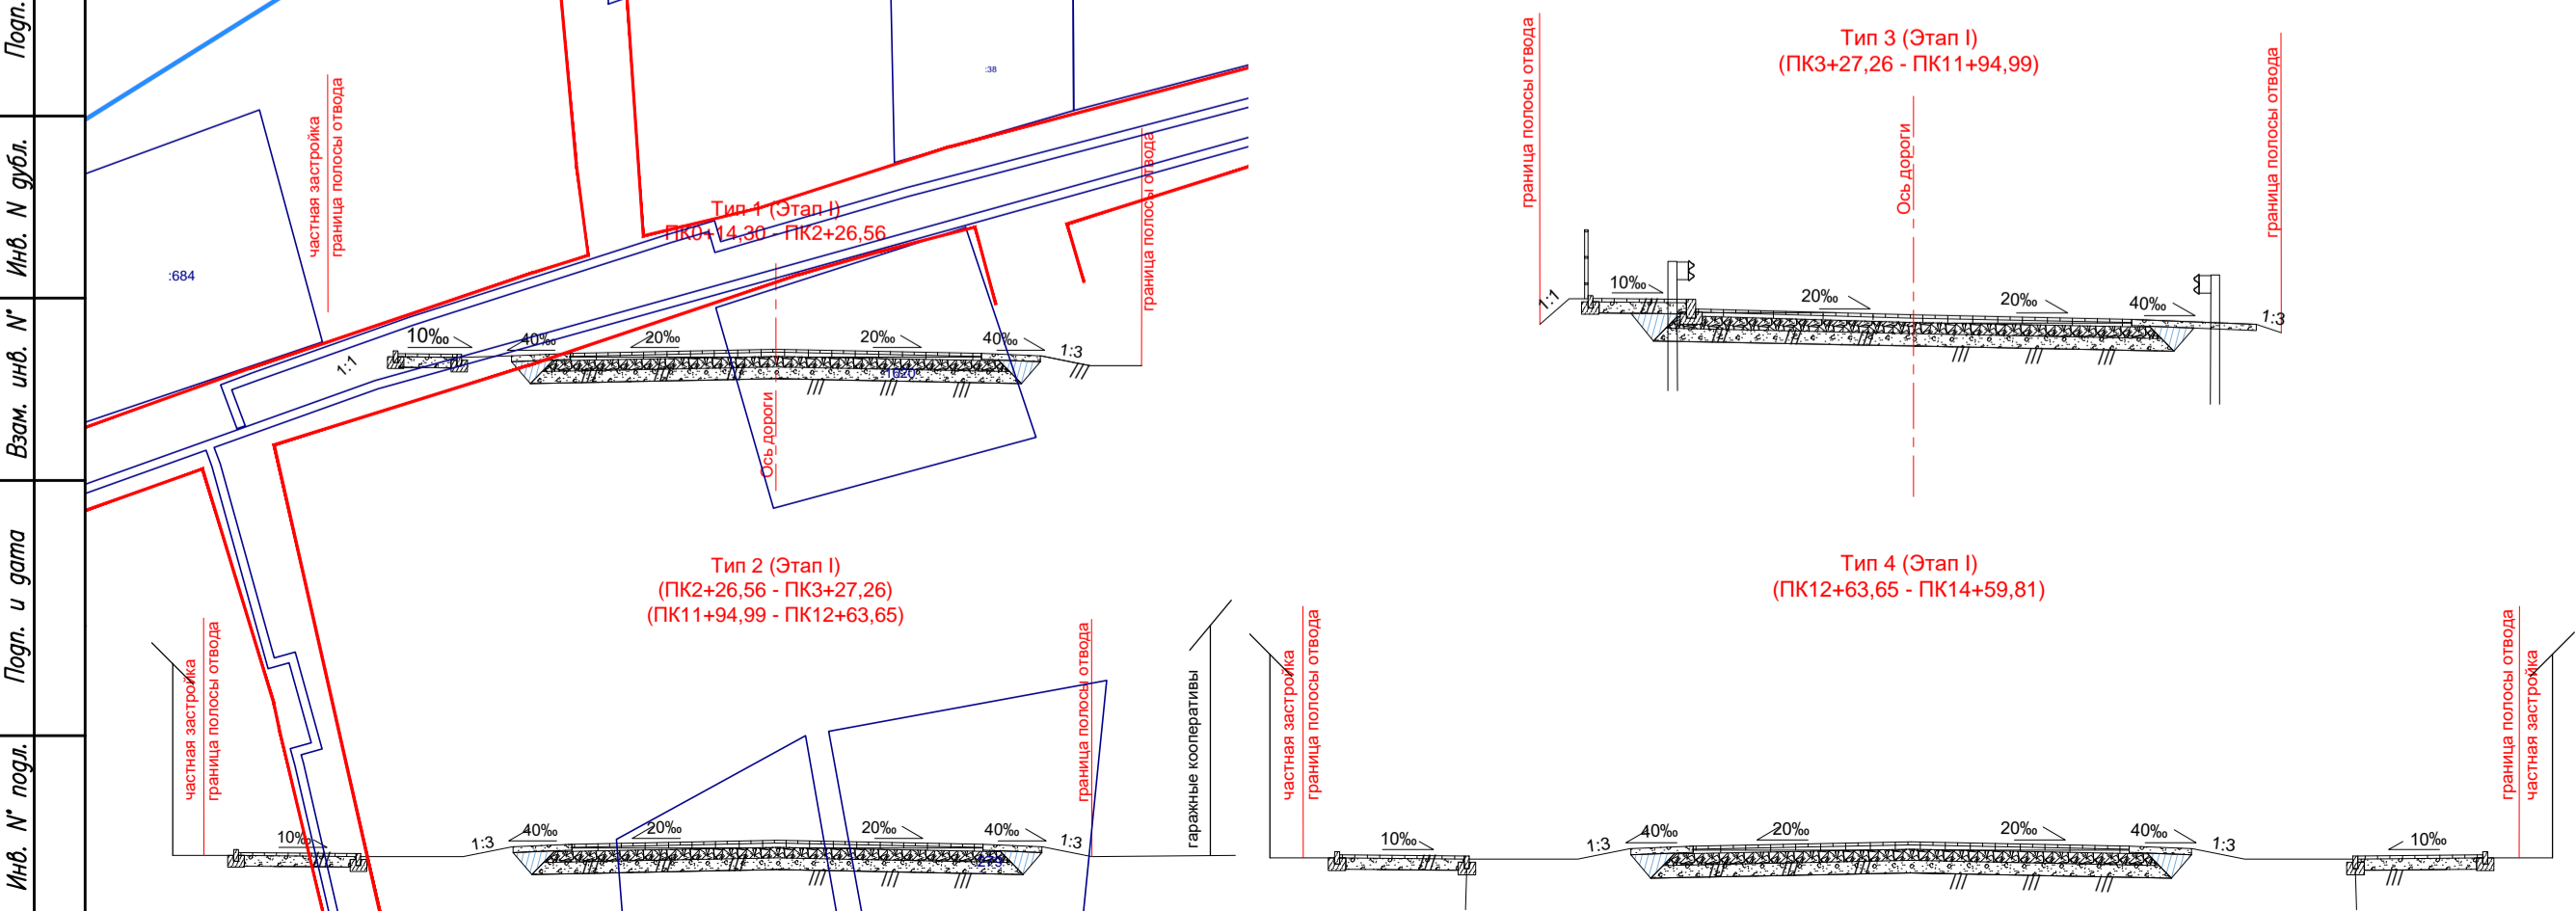 Подп.
Инв. N дубл.
Взам. инв. N°
Подп. и дата
Инв. N° подл.
:684
:38
частная застройка
граница полосы отвода
Тип 1 (Этап I)
ПК0+14,30 - ПК2+26,56
граница полосы отвода
1:1
10‰
40‰
20‰
20‰
40‰
1:3
:1620
Ось дороги
граница полосы отвода
Тип 3 (Этап I)
(ПК3+27,26 - ПК11+94,99)
Ось дороги
граница полосы отвода
1:1
10‰
20‰
20‰
40‰
1:3
Тип 2 (Этап I)
(ПК2+26,56 - ПК3+27,26)
(ПК11+94,99 - ПК12+63,65)
частная застройка
граница полосы отвода
граница полосы отвода
гаражные кооперативы
10‰
1:3
40‰
20‰
20‰
40‰
1:3
Тип 4 (Этап I)
(ПК12+63,65 - ПК14+59,81)
частная застройка
граница полосы отвода
граница полосы отвода
частная застройка
10‰
1:3
40‰
20‰
20‰
40‰
1:3
10‰